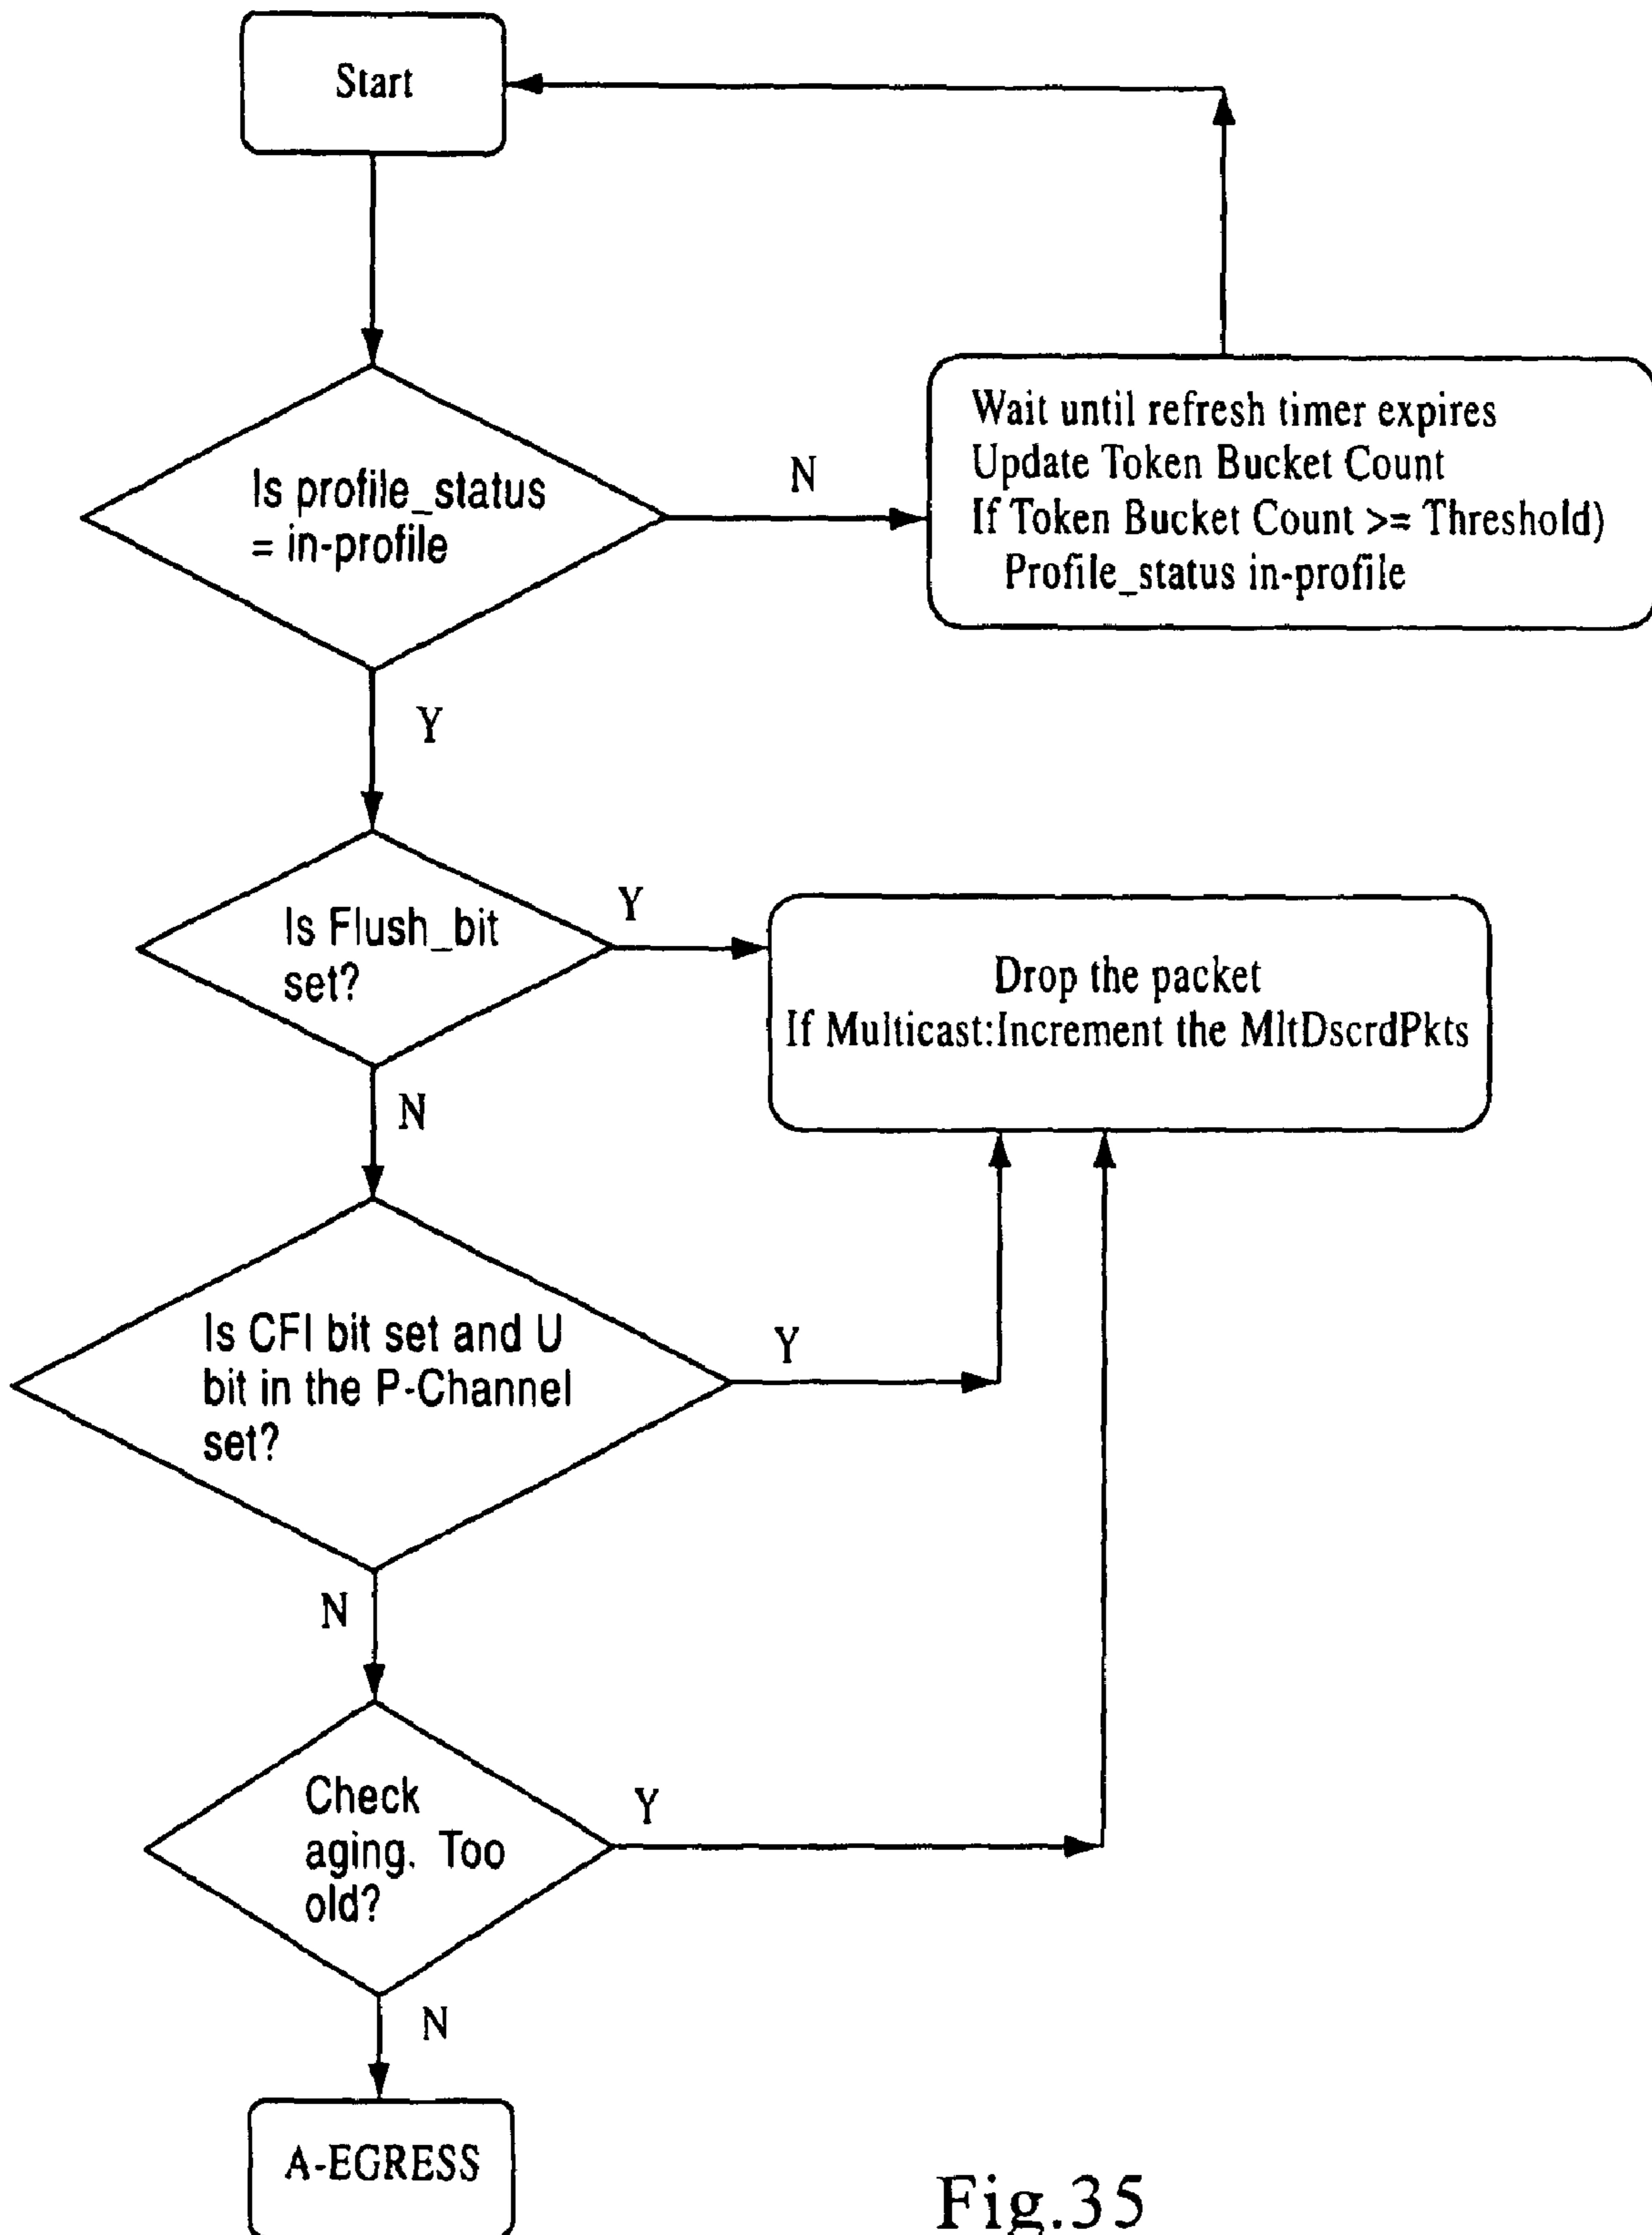 Start
Is profile_status
= in-profile
N
Wait until refresh timer expires
Update Token Bucket Count
If Token Bucket Count >= Threshold)
Profile_status in-profile
Y
Is Flush_bit
set?
Y
Drop the packet
If Multicast:Increment the MltDscrdPkts
N
Is CFI bit set and U
bit in the P-Channel
set?
Y
N
Check
aging. Too
old?
Y
N
A-EGRESS
Fig.35